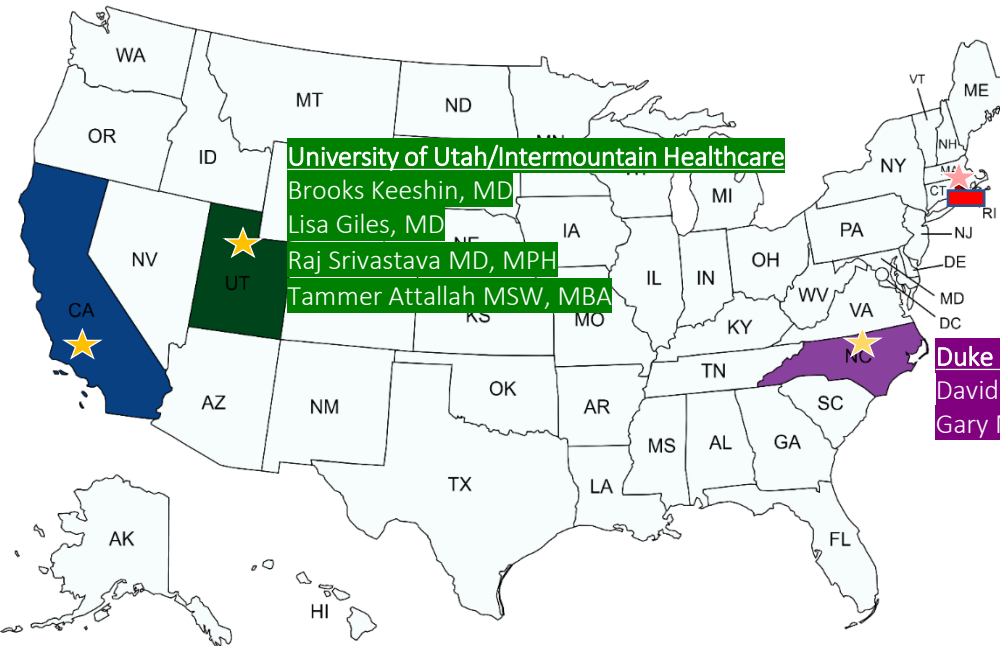 WA
MT
ND
ME
VT
OR
ID
NH
NY
MA
University of Utah/Intermountain Healthcare
Brooks Keeshin, MD
Lisa Giles, MD
Raj Srivastava MD, MPH
Tammer Attallah MSW, MBA
MI
CT
RI
NJ
PA
IA
NV
UT
IL
IN
OH
DE
WV
MD
VA
DC
CA
KS
MO
KY
NC
Duke
David
Gary
TN
OK
AZ
NM
AR
SC
MS
AL
GA
TX
LA
AK
FL
HI